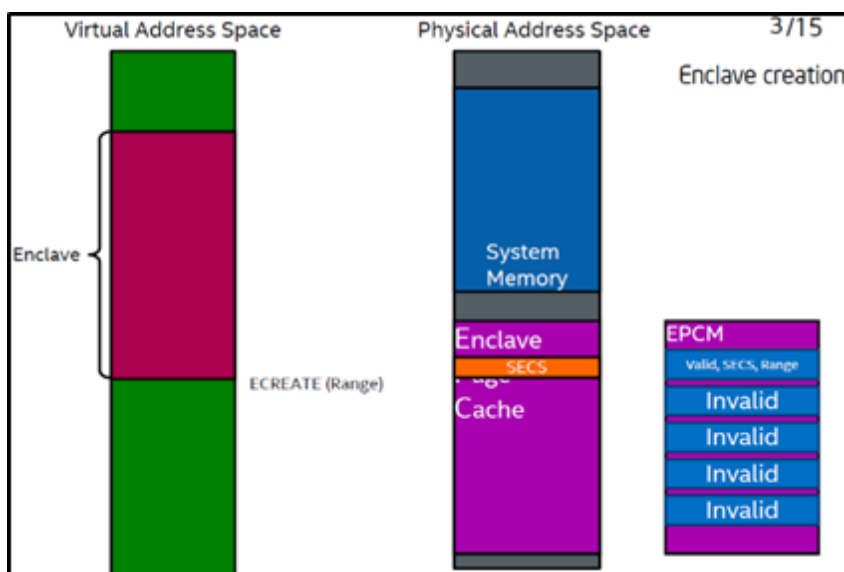 Virtual Address Space
Physical Address Space
3/15
Enclave creation
Enclave
System
Memory
ECREATE (Range)
Enclave
SECS
Page
Cache
EPCM
Valid, SECS, Range
Invalid
Invalid
Invalid
Invalid